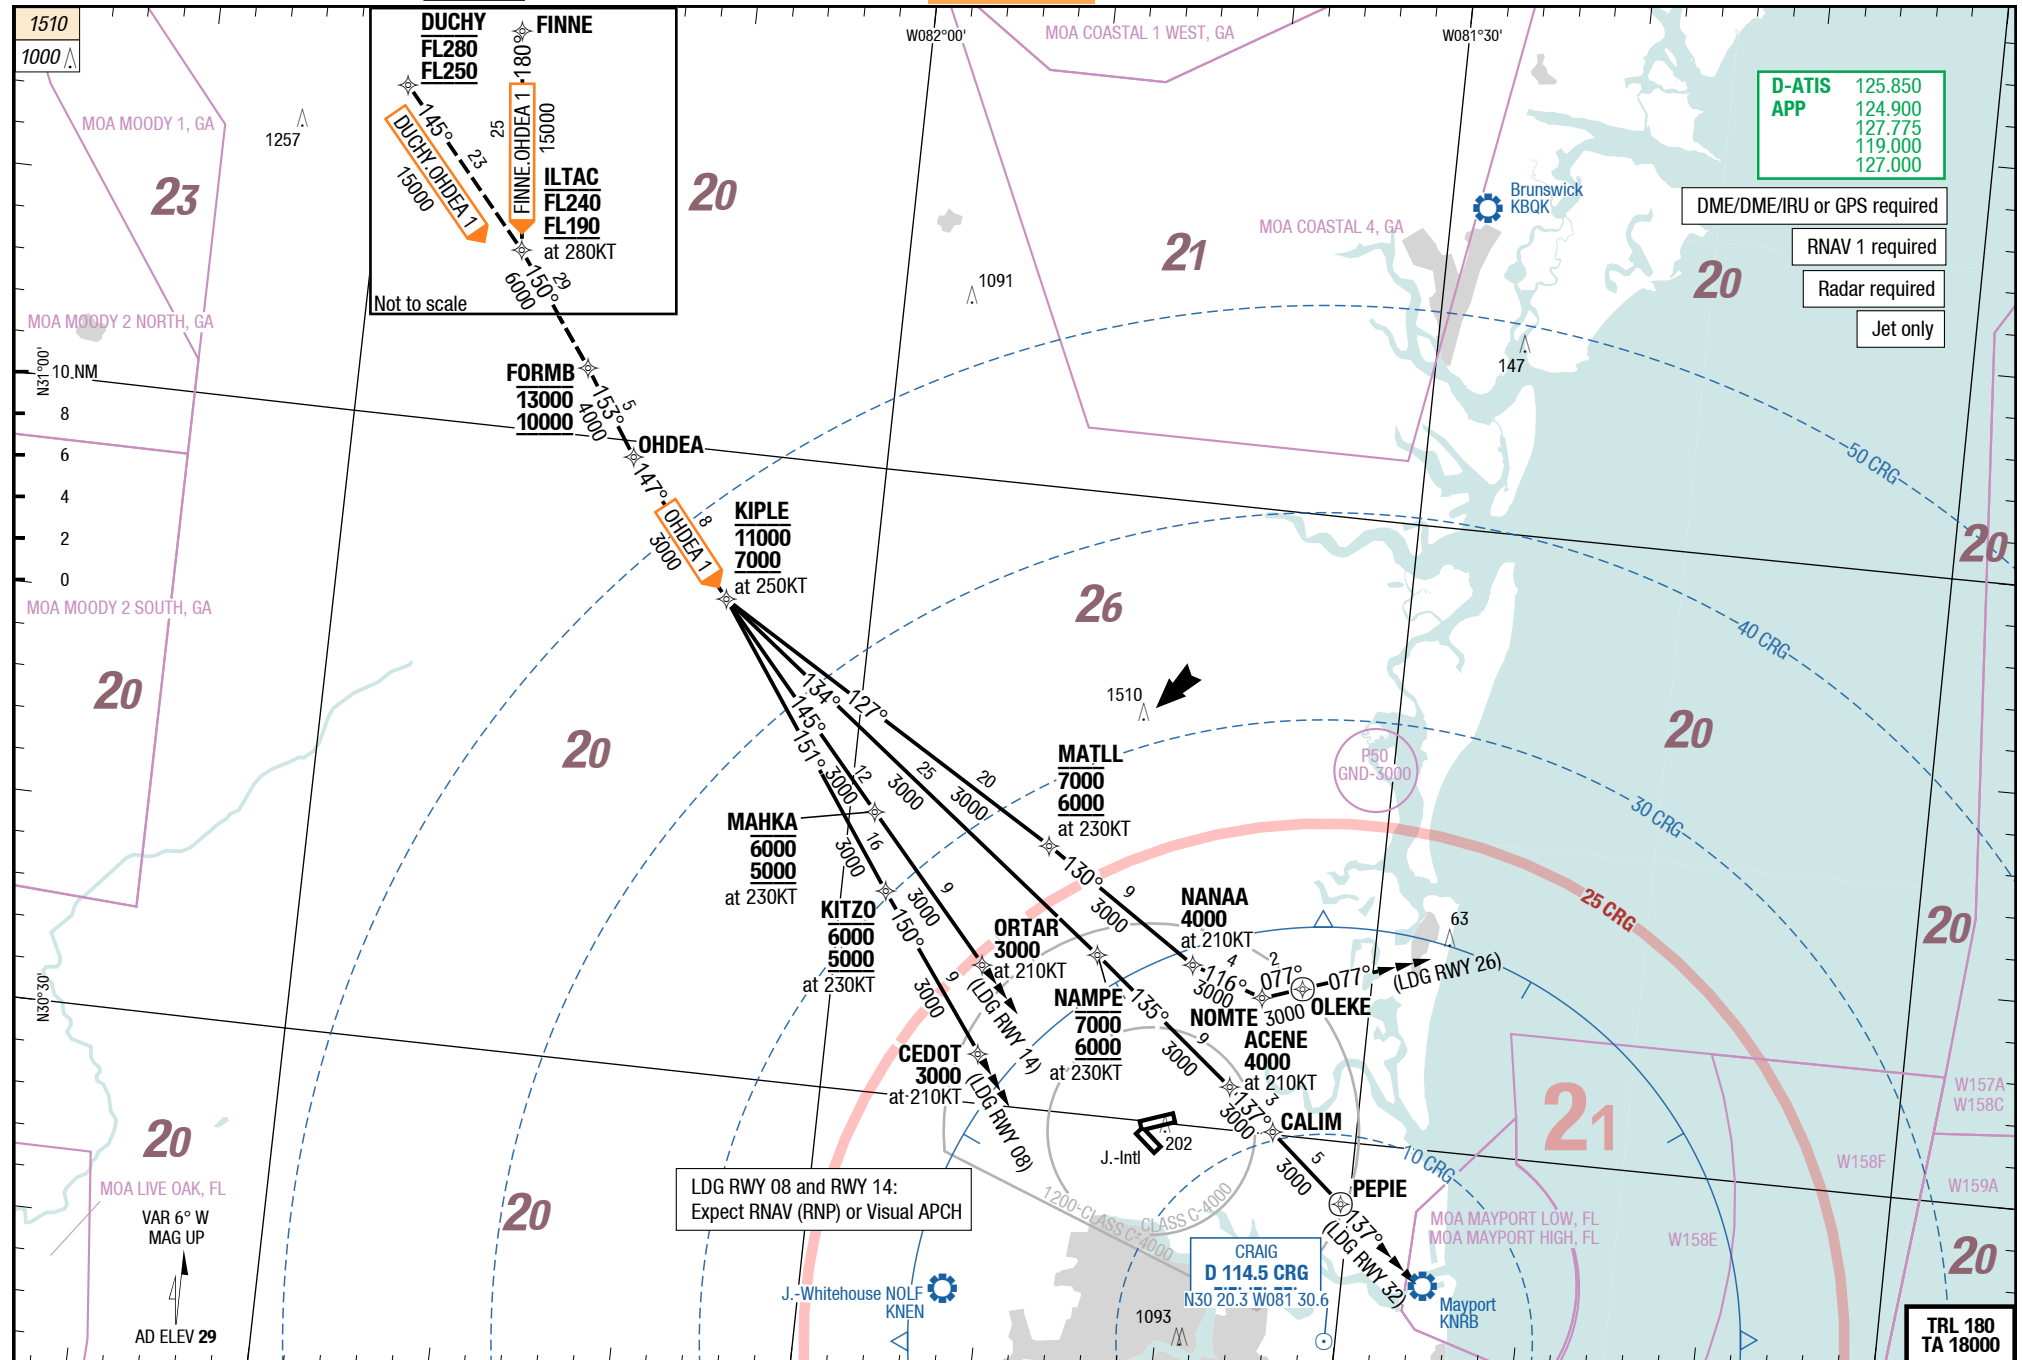 1510
1000
DUCHY
FL280
FL250
FINNE
180°
145°
23
DUCHY.OHDEA 1
15000
25
FINNE.OHDEA 1
15000
ILTAC
FL240
FL190
at 280KT
150°
29
6000
Not to scale
W082°00'
W081°30'
MOA COASTAL 1 WEST, GA
D-ATIS 125.850
APP 124.900
127.775
119.000
127.000
DME/DME/IRU or GPS required
RNAV 1 required
Radar required
Jet only
MOA MOODY 1, GA
1257
23
20
21
20
Brunswick
KBQK
MOA COASTAL 4, GA
1091
147
MOA MOODY 2 NORTH, GA
N31°00'
10 NM
8
6
4
2
0
MOA MOODY 2 SOUTH, GA
FORMB
13000
10000
153°
5
4000
OHDEA
147°
OHDEA 1
8
3000
KIPLE
11000
7000
at 250KT
50 CRG
20
40 CRG
26
20
20
20
1510
P50
GND-3000
30 CRG
134°
127°
145°
151°
12
3000
25
3000
20
3000
MATLL
7000
6000
at 230KT
MAHKA
6000
5000
at 230KT
16
3000
9
3000
130°
9
3000
KITZO
6000
5000
at 230KT
150°
9
3000
ORTAR
3000
at 210KT
(LDG RWY 14)
NANAA
4000
at 210KT
116°
4
3000
2
077°
077°
3000
(LDG RWY 26)
OLEKE
NOMTE
63
25 CRG
20
N30°30'
NAMPE
7000
6000
at 230KT
135°
9
3000
ACENE
4000
at 210KT
CEDOT
3000
at 210KT
(LDG RWY 08)
137°
3
3000
CALIM
202
J.-Intl
5
3000
PEPIE
137°
(LDG RWY 32)
10 CRG
21
W157A
W158C
W158F
W159A
W158E
20
MOA LIVE OAK, FL
VAR 6° W
MAG UP
AD ELEV 29
20
LDG RWY 08 and RWY 14:
Expect RNAV (RNP) or Visual APCH
1200-CLASS C-4000
CLASS C-4000
MOA MAYPORT LOW, FL
MOA MAYPORT HIGH, FL
CRAIG
D 114.5 CRG
N30 20.3 W081 30.6
J.-Whitehouse NOLF
KNEN
1093
Mayport
KNRB
20
TRL 180
TA 18000